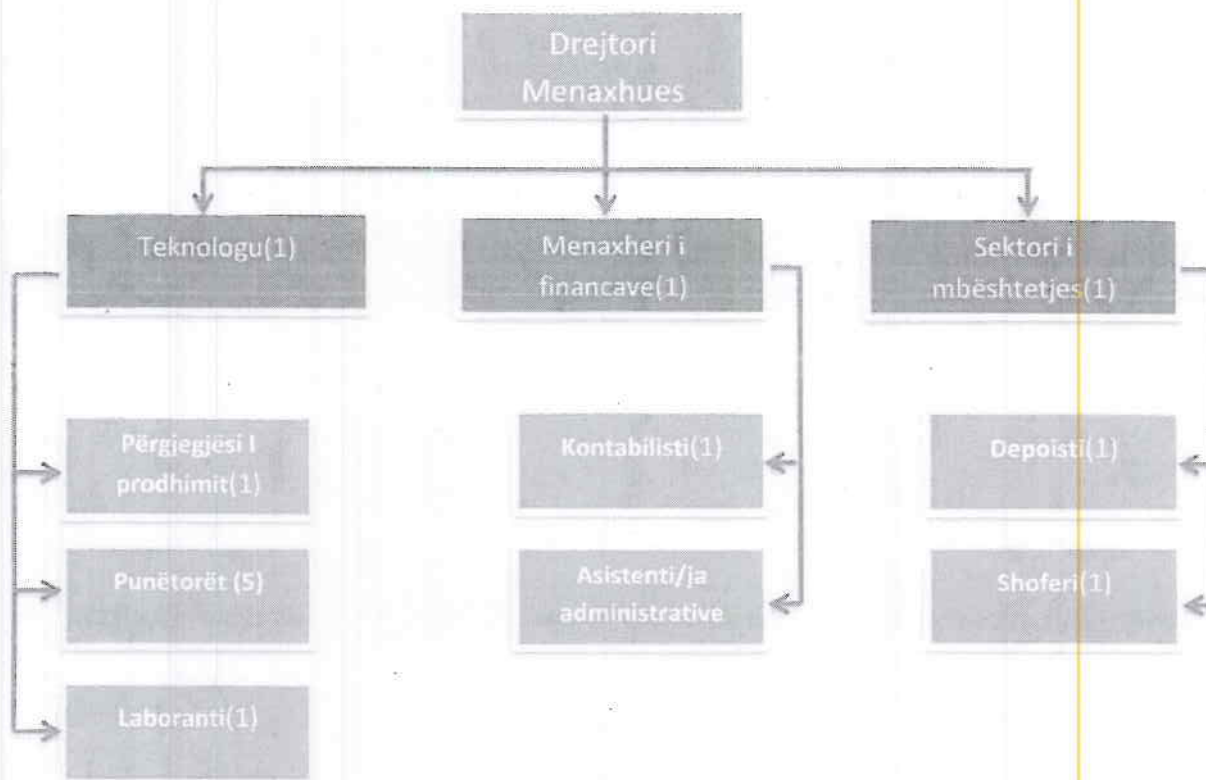 Drejtori
Menaxhues
Teknologu(1)
Menaxheri i
financave(1)
Sektori i
mbështetjes(1)
Përgjegjësi I
prodhimit(1)
Kontabilisti(1)
Depoisti(1)
Punëtorët (5)
Asistenti/ja
administrative
Shoferi(1)
Laboranti(1)